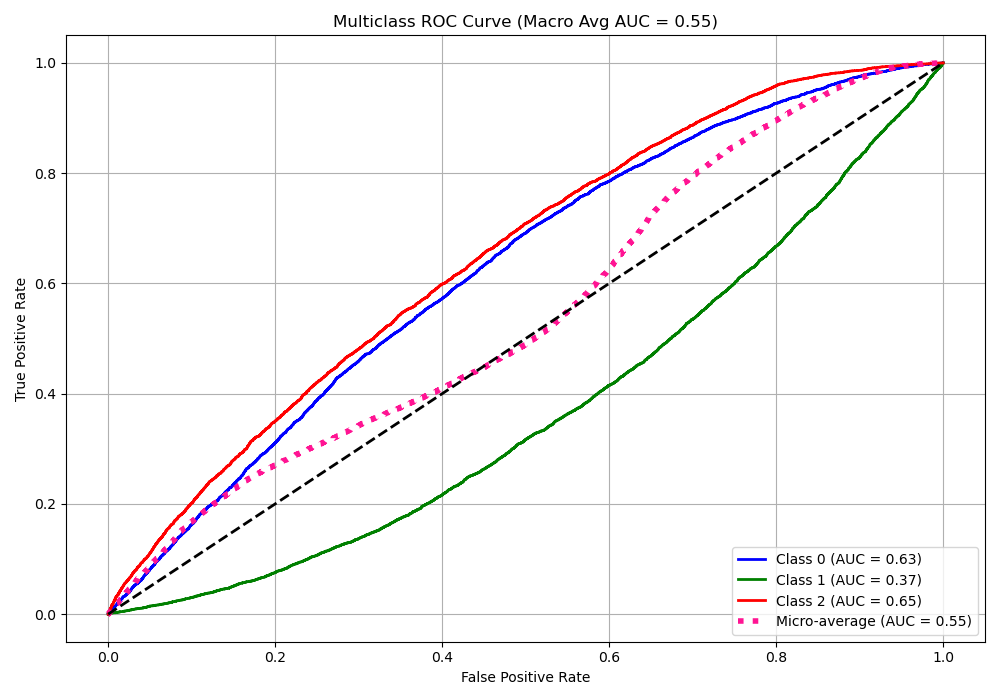 Multiclass ROC Curve (Macro Avg AUC = 0.55)
True Positive Rate
1.0
0.8
0.6
0.4
0.2
0.0
Class 0 (AUC = 0.63)
Class 1 (AUC = 0.37)
Class 2 (AUC = 0.65)
Micro-average (AUC = 0.55)
0.0 0.2 0.4 0.6 0.8 1.0
False Positive Rate